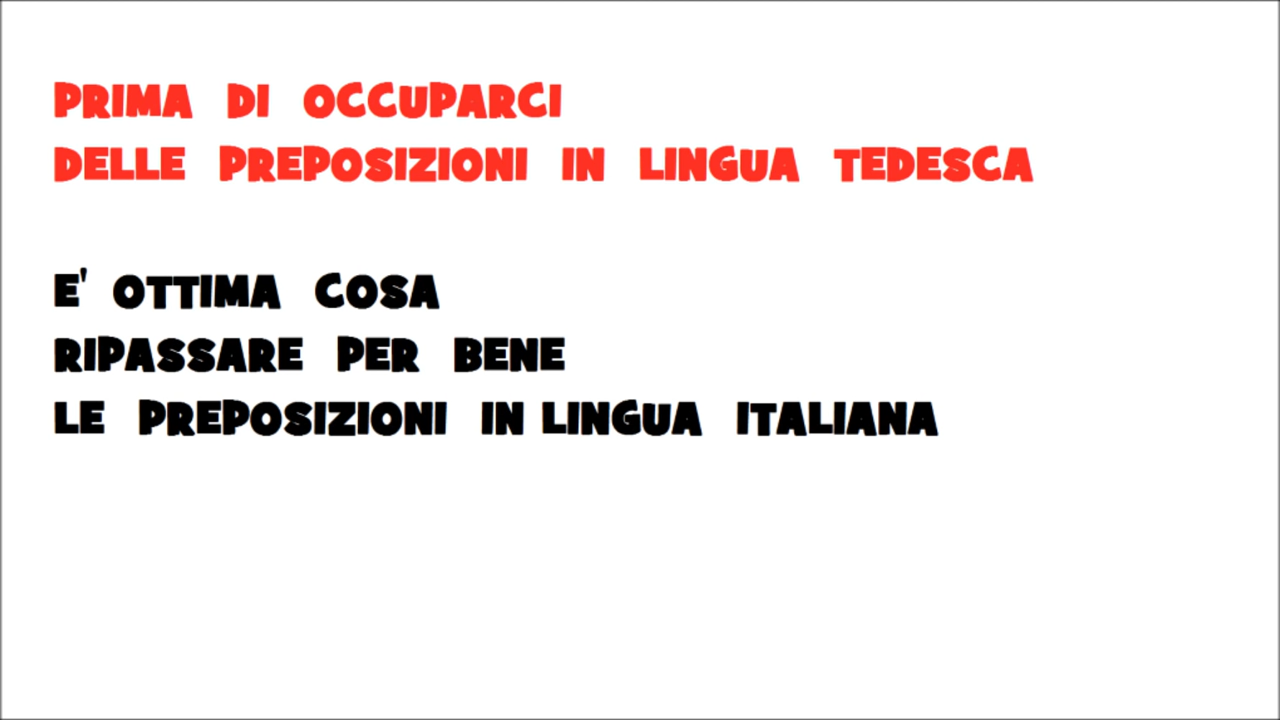 PRIMA DI OCCUPARCI
DELLE PREPOSIZIONI IN LINGUA TEDESCA
E' OTTIMA COSA
RIPASSARE PER BENE
LE PREPOSIZIONI IN LINGUA ITALIANA